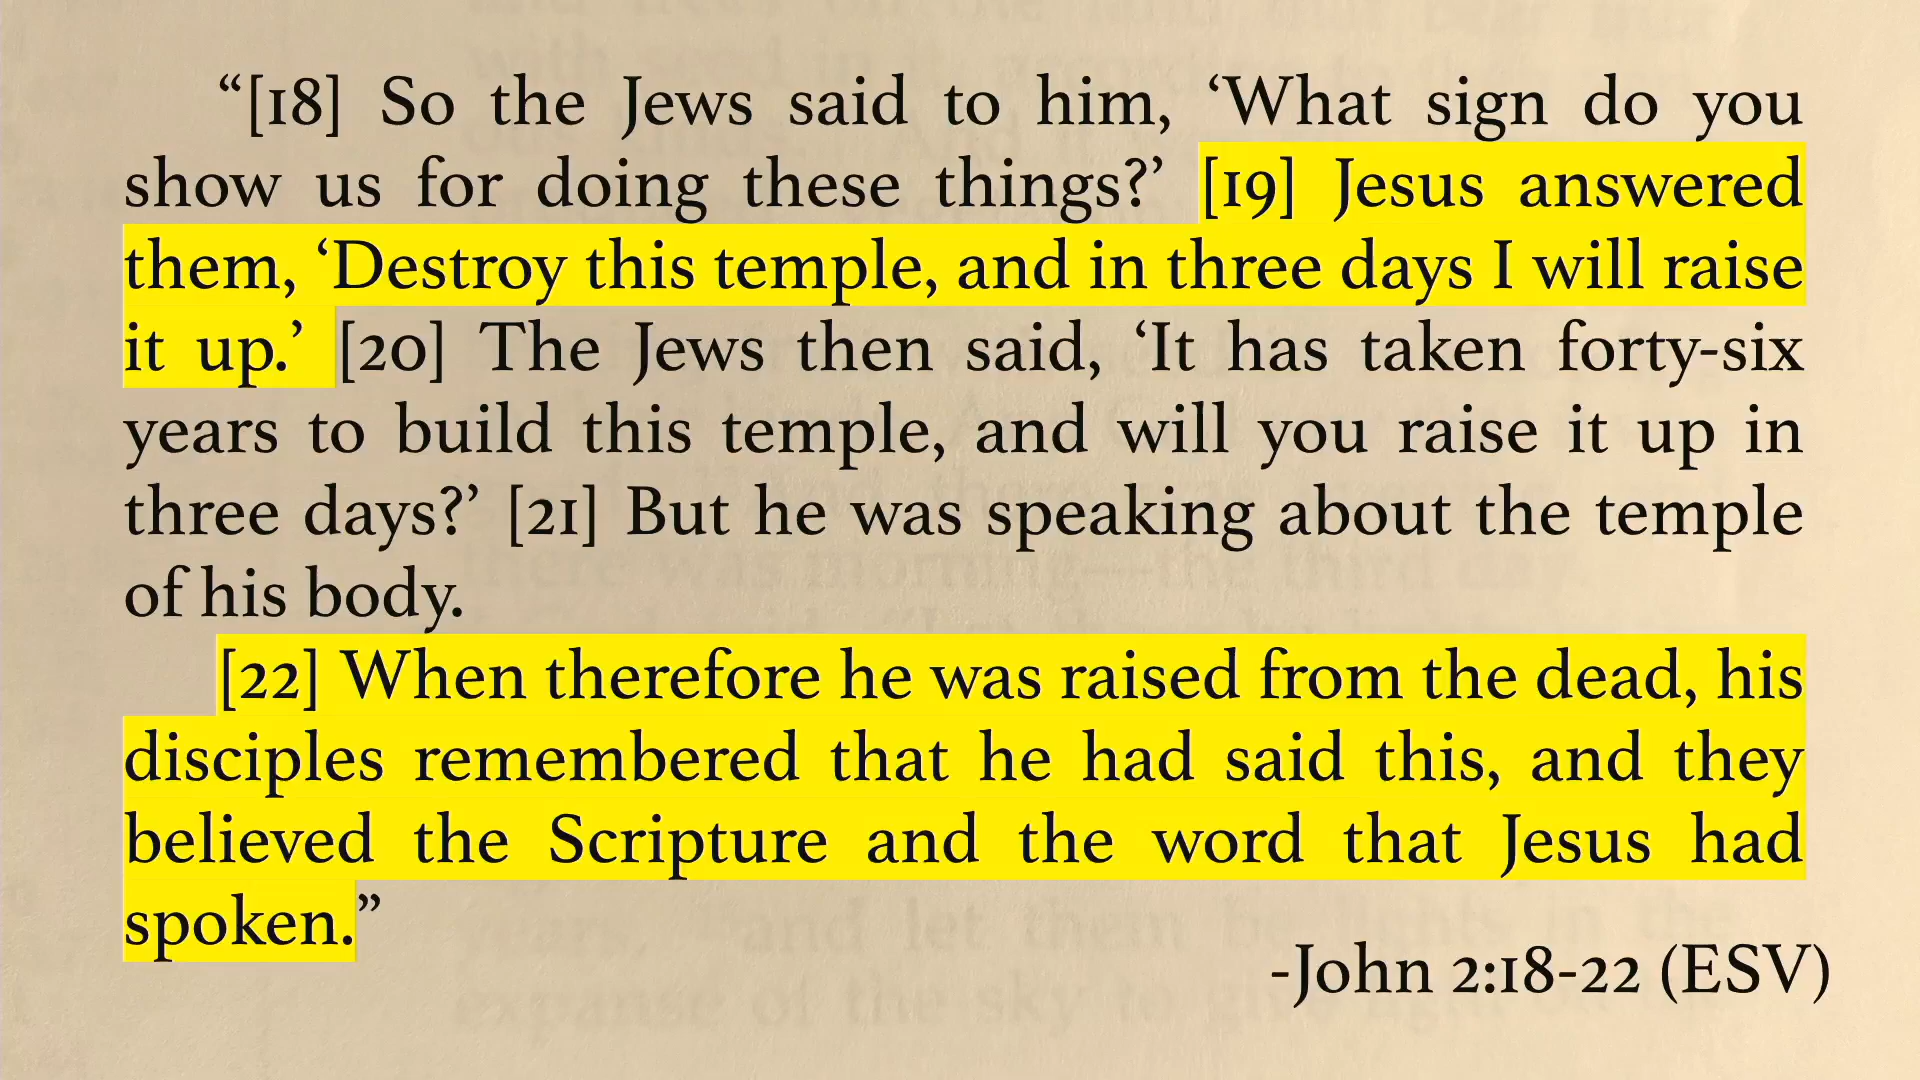 “[18] So the Jews said to him, ‘What sign do you
show us for doing these things?’ [19] Jesus answered
them, ‘Destroy this temple, and in three days I will raise
it up.’ [20] The Jews then said, ‘It has taken forty-six
years to build this temple, and will you raise it up in
three days?’ [21] But he was speaking about the temple
of his body.
[22] When therefore he was raised from the dead, his
disciples remembered that he had said this, and they
believed the Scripture and the word that Jesus had
spoken.”
-John 2:18-22 (ESV)